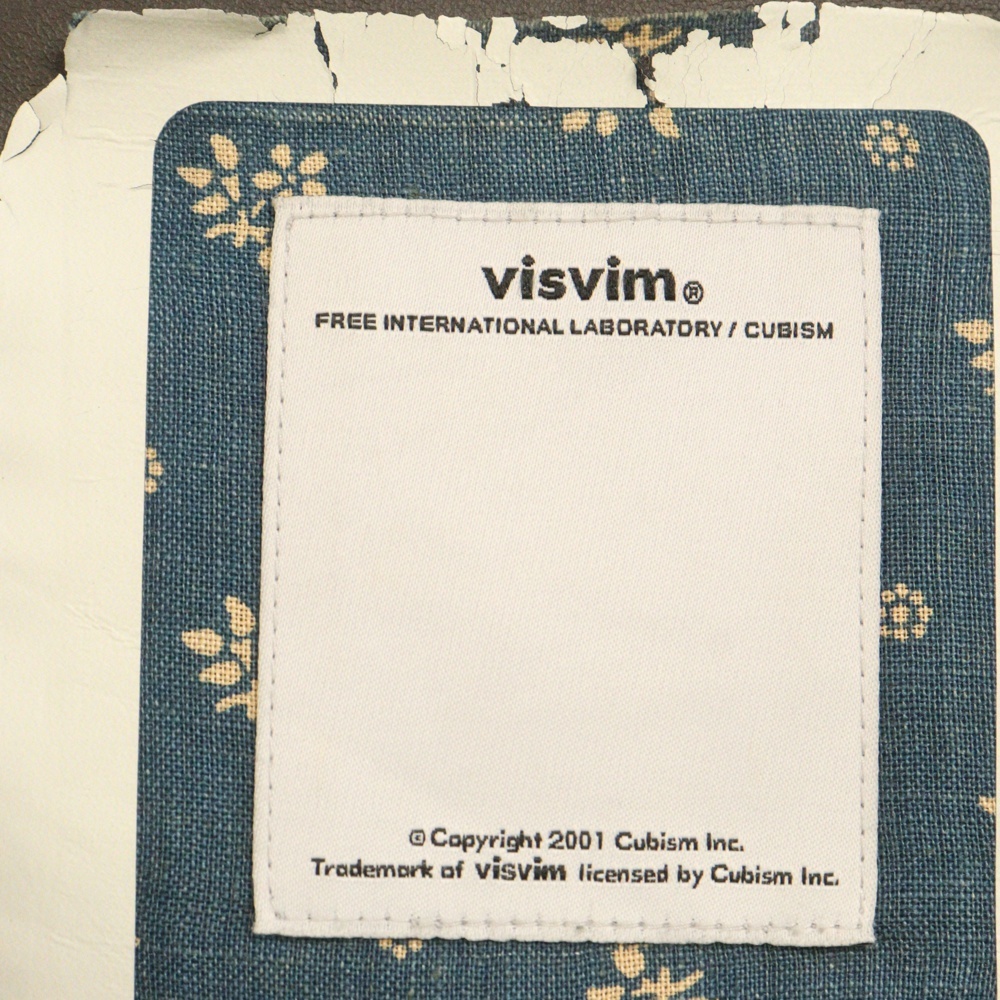 visvim®
FREE INTERNATIONAL LABORATORY / CUBISM
© Copyright 2001 Cubism Inc.
Trademark of visvim licensed by Cubism Inc.